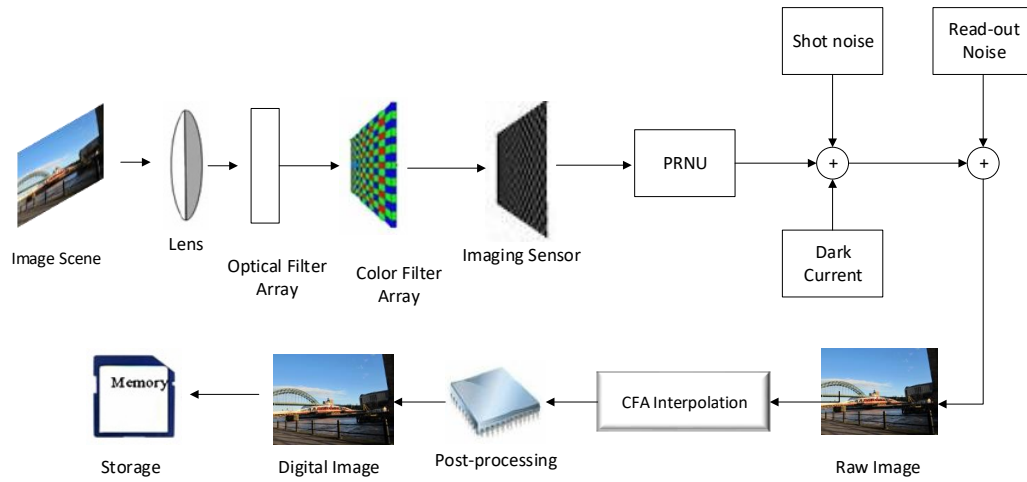 Shot noise
Read-out
Noise
PRNU
+
+
Image Scene
Lens
Optical Filter
Array
Color Filter
Array
Imaging Sensor
Dark
Current
Memory
CFA Interpolation
Storage
Digital Image
Post-processing
Raw Image